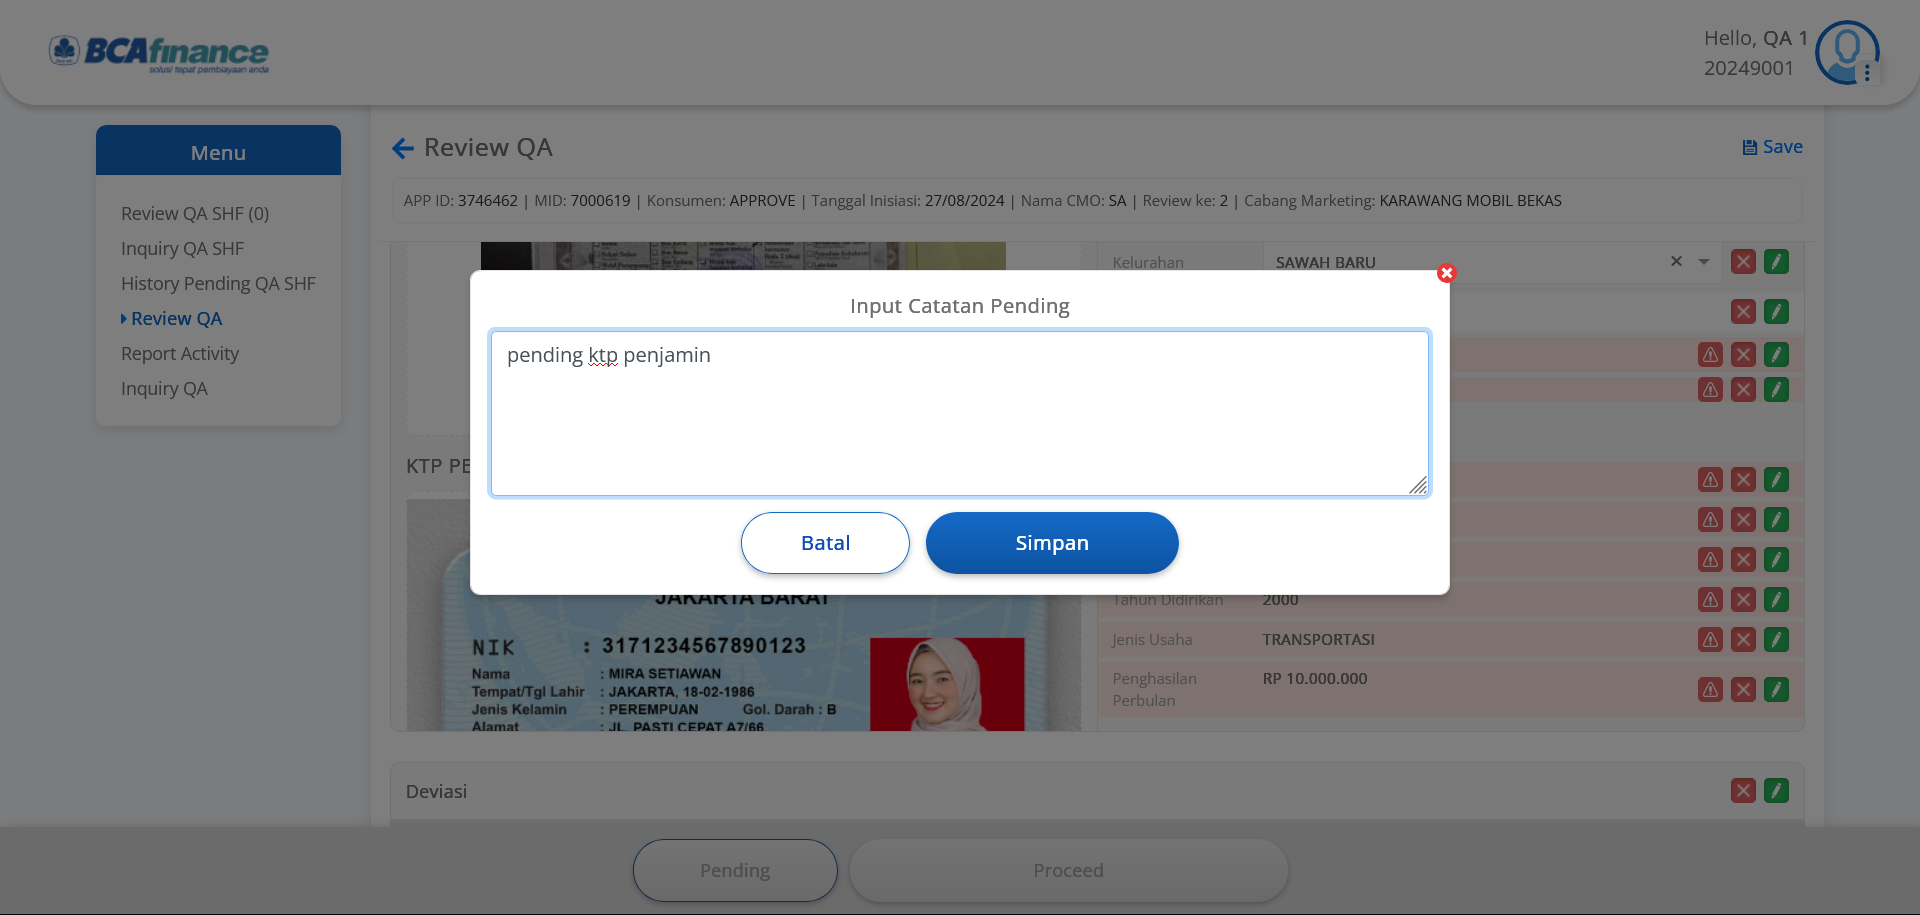 BCAfinance
solusi tepat pembiayaan anda
Hello, QA 1
20249001
Menu
Review QA SHF (0)
Inquiry QA SHF
History Pending QA SHF
Review QA
Report Activity
Inquiry QA
Review QA
Save
APP ID: 3746462 | MID: 7000619 | Konsumen: APPROVE | Tanggal Inisiasi: 27/08/2024 | Nama CMO: SA | Review ke: 2 | Cabang Marketing: KARAWANG MOBIL BEKAS
Kelurahan SAWAH BARU
Input Catatan Pending
pending ktp penjamin
Batal
Simpan
KTP PE
JAKARTA BARAT
NIK : 3171234567890123
Nama : MIRA SETIAWAN
Tempat/Tgl Lahir : JAKARTA, 18-02-1986
Jenis Kelamin : PEREMPUAN Gol. Darah : B
Alamat : JL. PASTI CEPAT A7/66
Tahun Didirikan 2000
Jenis Usaha TRANSPORTASI
Penghasilan Perbulan RP 10.000.000
Deviasi
Pending
Proceed